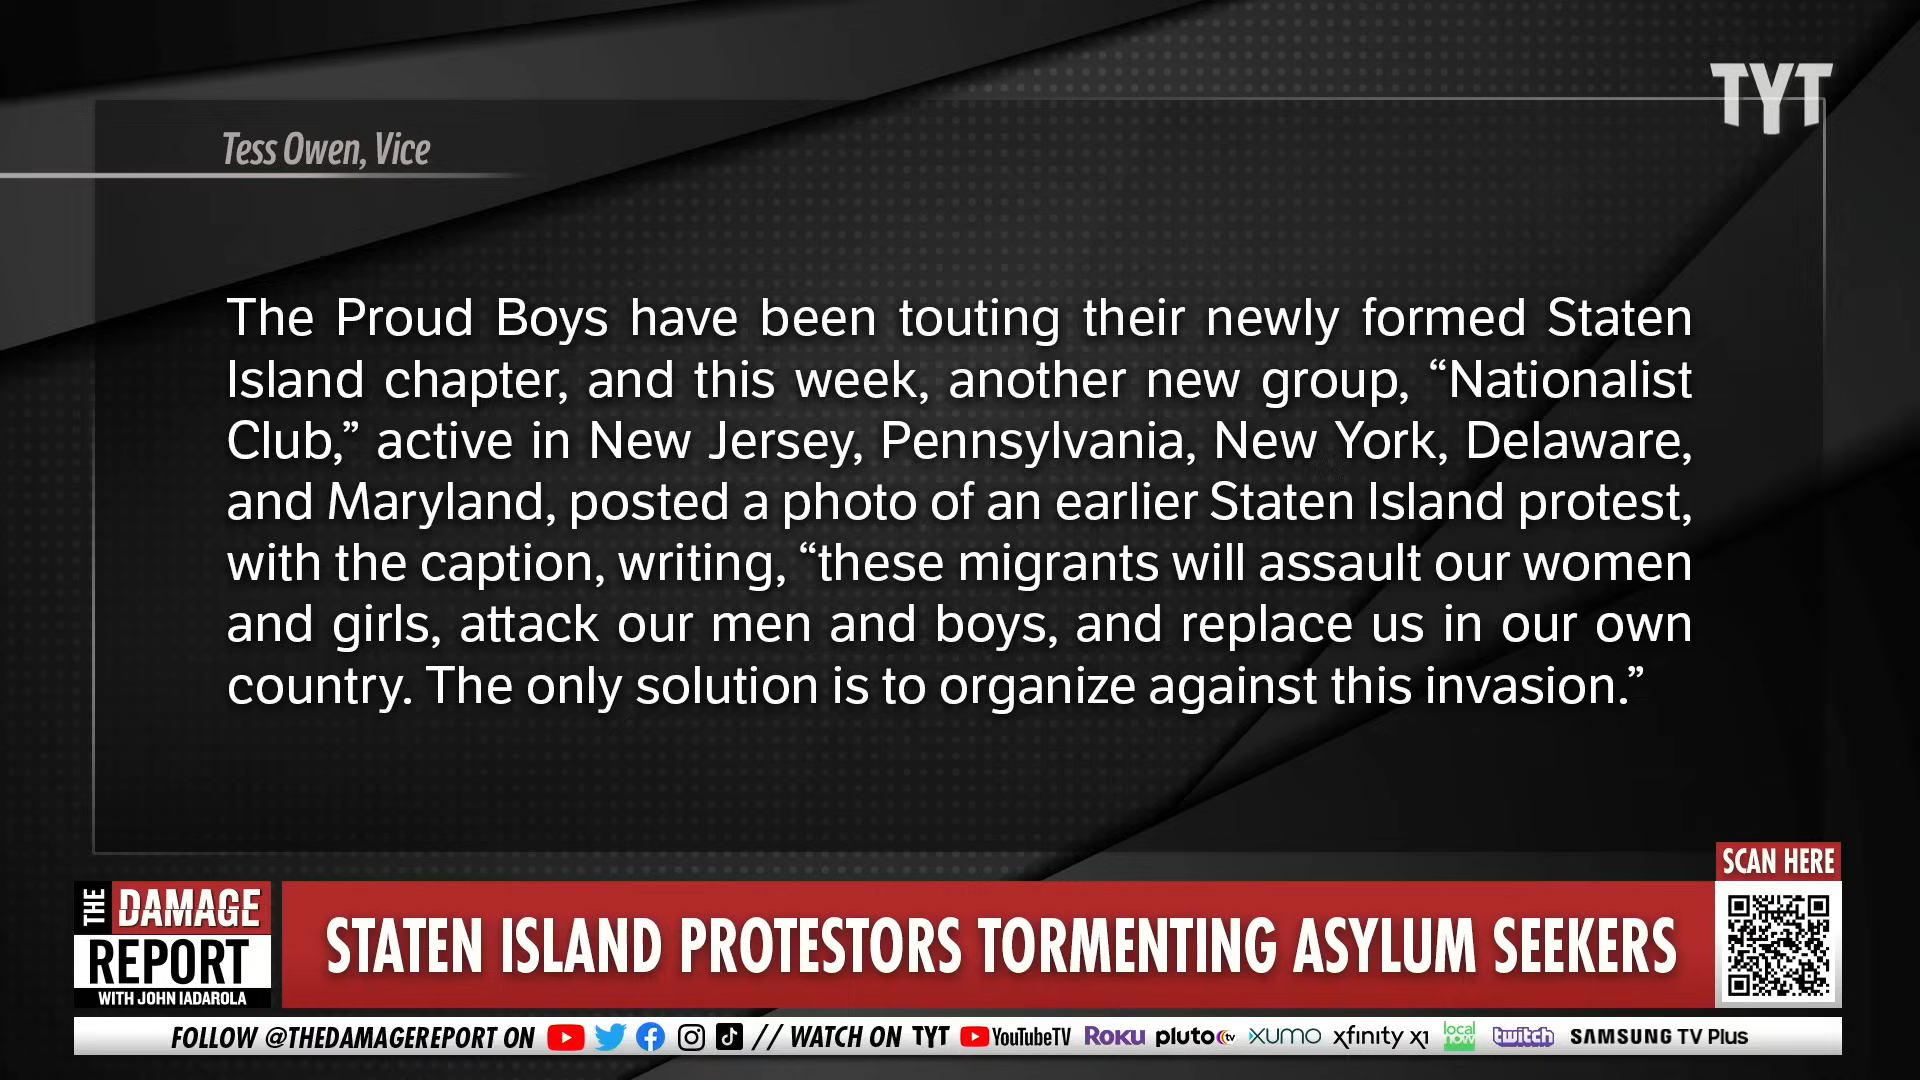 TYT
Tess Owen, Vice
The Proud Boys have been touting their newly formed Staten
Island chapter, and this week, another new group, “Nationalist
Club,” active in New Jersey, Pennsylvania, New York, Delaware,
and Maryland, posted a photo of an earlier Staten Island protest,
with the caption, writing, “these migrants will assault our women
and girls, attack our men and boys, and replace us in our own
country. The only solution is to organize against this invasion.”
SCAN HERE
THE DAMAGE
REPORT
WITH JOHN IADAROLA
STATEN ISLAND PROTESTORS TORMENTING ASYLUM SEEKERS
FOLLOW @THEDAMAGEREPORT ON // WATCH ON TYT YouTubeTV ROKU pluto tv XUMO xfinity x1 local now twitch SAMSUNG TV Plus